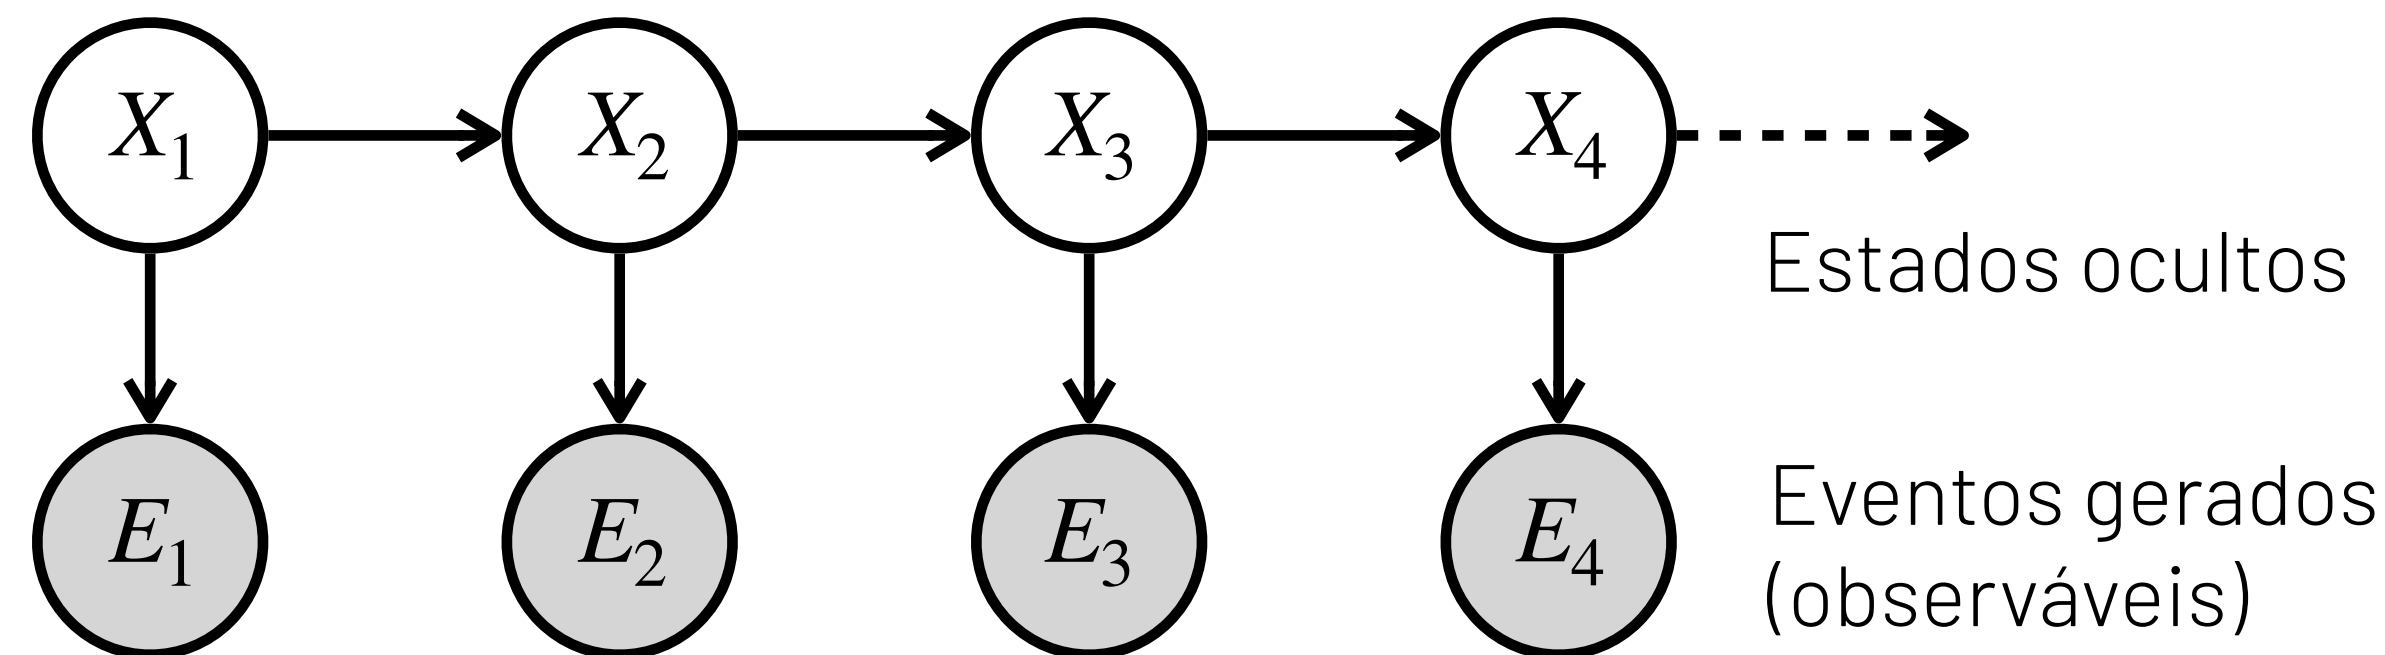 X₁ X₂ X₃ X₄
Estados ocultos
E₁ E₂ E₃ E₄
Eventos gerados
(observáveis)